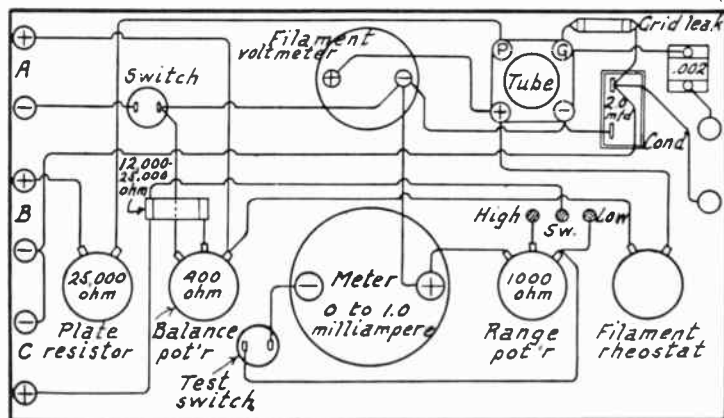 A
+
-
Switch
Filament
voltmeter
+
-
P
G
Tube
+
-
Grid leak
.002
2.0
mfd
Cond
12,000-
25,000
ohm
B
+
-
-
C
+
25,000
ohm
Plate
resistor
400
ohm
Balance
pot'r
Test
switch
-
Meter
+
0 to 1.0
milliampere
High
Sw.
Low
1000
ohm
Range
pot'r
Filament
rheostat